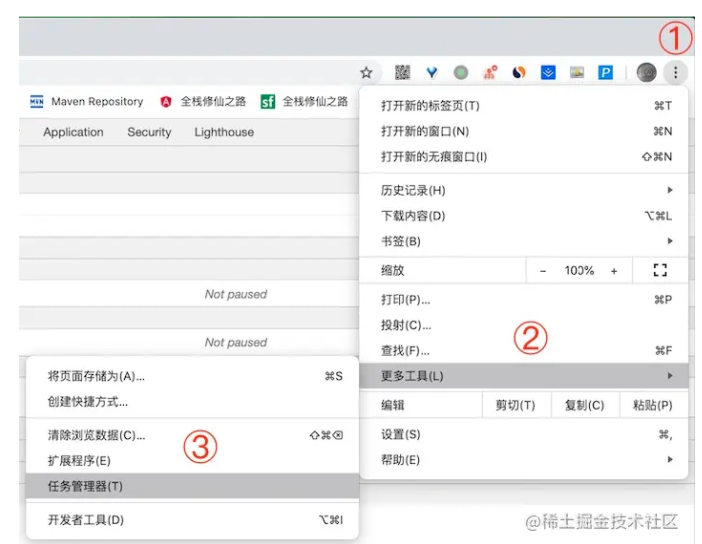 ①
MVN Maven Repository 全栈修仙之路 sf 全栈修仙之路
Application Security Lighthouse
Not paused
Not paused
打开新的标签页(T) ⌘T
打开新的窗口(N) ⌘N
打开新的无痕窗口(I) ⇧⌘N
历史记录(H)
下载内容(D) ⌥⌘L
书签(B)
缩放 - 100% +
打印(P)... ⌘P
投射(C)...
②
查找(F)... ⌘F
更多工具(L)
编辑 剪切(T) 复制(C) 粘贴(P)
设置(S) ⌘,
帮助(E)
将页面存储为(A)... ⌘S
创建快捷方式...
清除浏览数据(C)... ⇧⌘⌫
③
扩展程序(E)
任务管理器(T)
开发者工具(D) ⌥⌘I
@稀土掘金技术社区